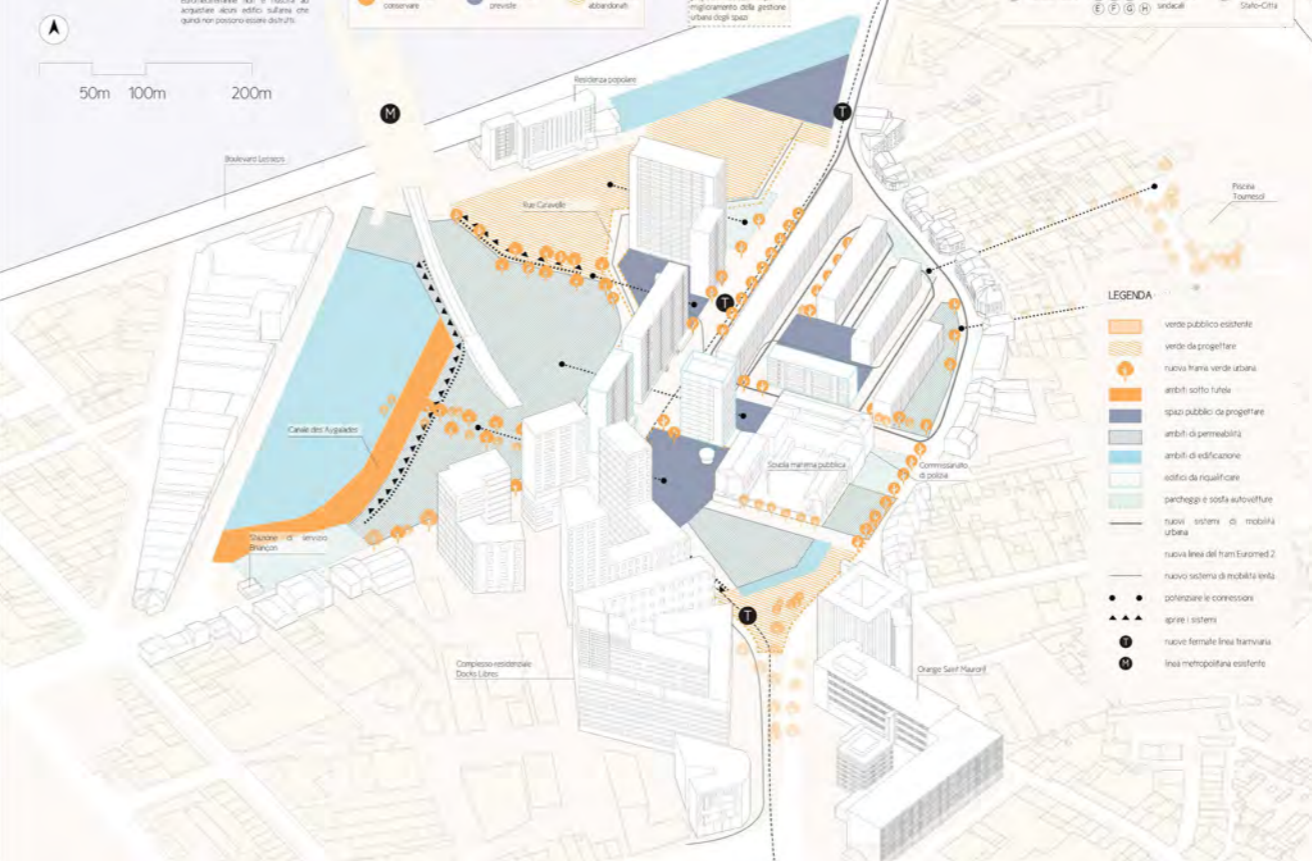 acquistare alcuni edifici sull'area che
quindi non possono essere distrutti.
conservare
previste
abbandonati
miglioramento della gestione
urbana degli spazi
E F G H
sindacali
Stato-Città
50m 100m 200m
M
Residenza popolare
T
Boulevard Lesseps
Rue Caravelle
Piscina
Tournesol
T
Canale des Aygalades
Scuola materna pubblica
Commissariato
di polizia
Stazione di servizio
Briançon
T
Complesso residenziale
Docks Libres
Orange Saint Mauront
LEGENDA
verde pubblico esistente
verde da progettare
nuova trama verde urbana
ambiti sotto tutela
spazi pubblici da progettare
ambiti di permeabilità
ambiti di edificazione
edifici da riqualificare
parcheggi e sosta autovetture
nuovi sistemi di mobilità
urbana
nuova linea del tram Euromed 2
nuovo sistema di mobilità lenta
potenziare le connessioni
aprire i sistemi
T nuove fermate linea tramviaria
M linea metropolitana esistente